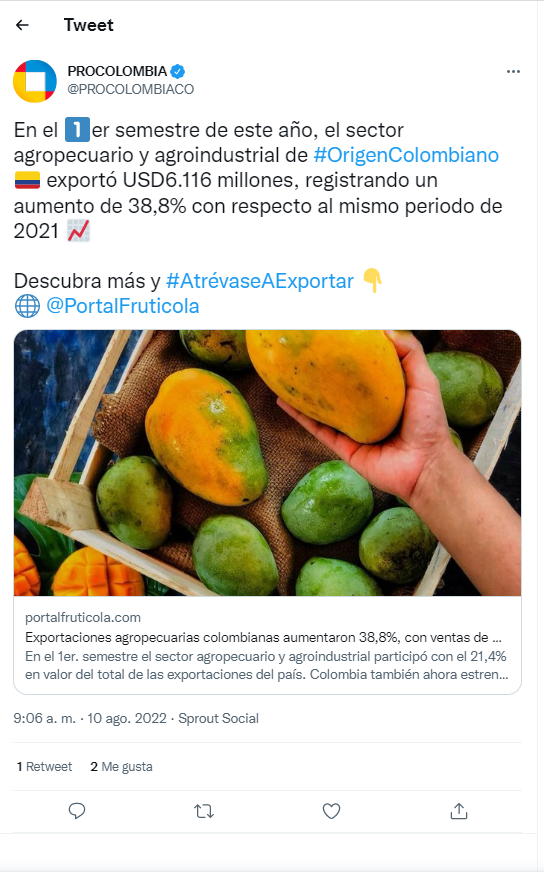 Tweet
PROCOLOMBIA
@PROCOLOMBIACO
En el 1️⃣er semestre de este año, el sector
agropecuario y agroindustrial de #OrigenColombiano
🇨🇴 exportó USD6.116 millones, registrando un
aumento de 38,8% con respecto al mismo periodo de
2021 📈
Descubra más y #AtrévaseAExportar 👇
🌐 @PortalFruticola
portalfruticola.com
Exportaciones agropecuarias colombianas aumentaron 38,8%, con ventas de ...
En el 1er. semestre el sector agropecuario y agroindustrial participó con el 21,4%
en valor del total de las exportaciones del país. Colombia también ahora estren...
9:06 a. m. · 10 ago. 2022 · Sprout Social
1 Retweet 2 Me gusta